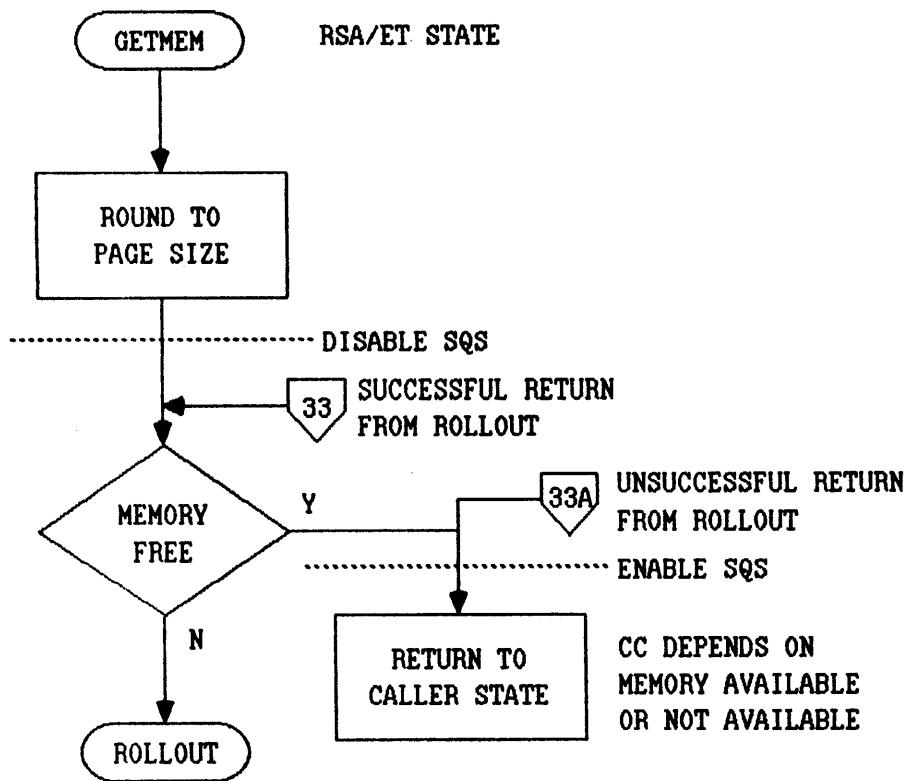 GETMEM
RSA/ET STATE
ROUND TO
PAGE SIZE
DISABLE SQS
33
SUCCESSFUL RETURN
FROM ROLLOUT
MEMORY
FREE
Y
33A
UNSUCCESSFUL RETURN
FROM ROLLOUT
ENABLE SQS
N
RETURN TO
CALLER STATE
CC DEPENDS ON
MEMORY AVAILABLE
OR NOT AVAILABLE
ROLLOUT